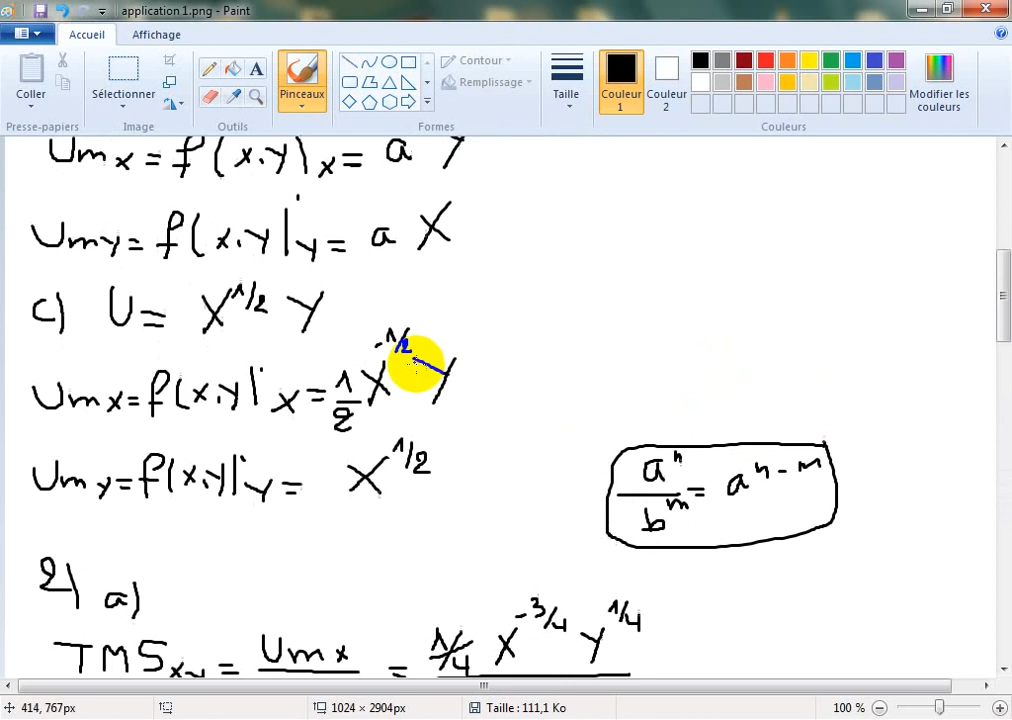 application 1.png - Paint
Accueil Affichage
Coller
Sélectionner
A
Pinceaux
Contour
Remplissage
Taille
Couleur 1
Couleur 2
Modifier les couleurs
Presse-papiers Image Outils Formes Couleurs
Umx = f(x,y)'x = a Y
Umy = f(x,y)'y = a X
c) U = X^1/2 Y
Umx = f(x,y)'x = 1/2 X^-1/2 Y
Umy = f(x,y)'y = X^1/2
a^n / b^m = a^n-m
2) a)
TMSxy = Umx = 1/4 X^-3/4 Y^1/4
414, 767px 1024 × 2904px Taille : 111,1 Ko 100 %